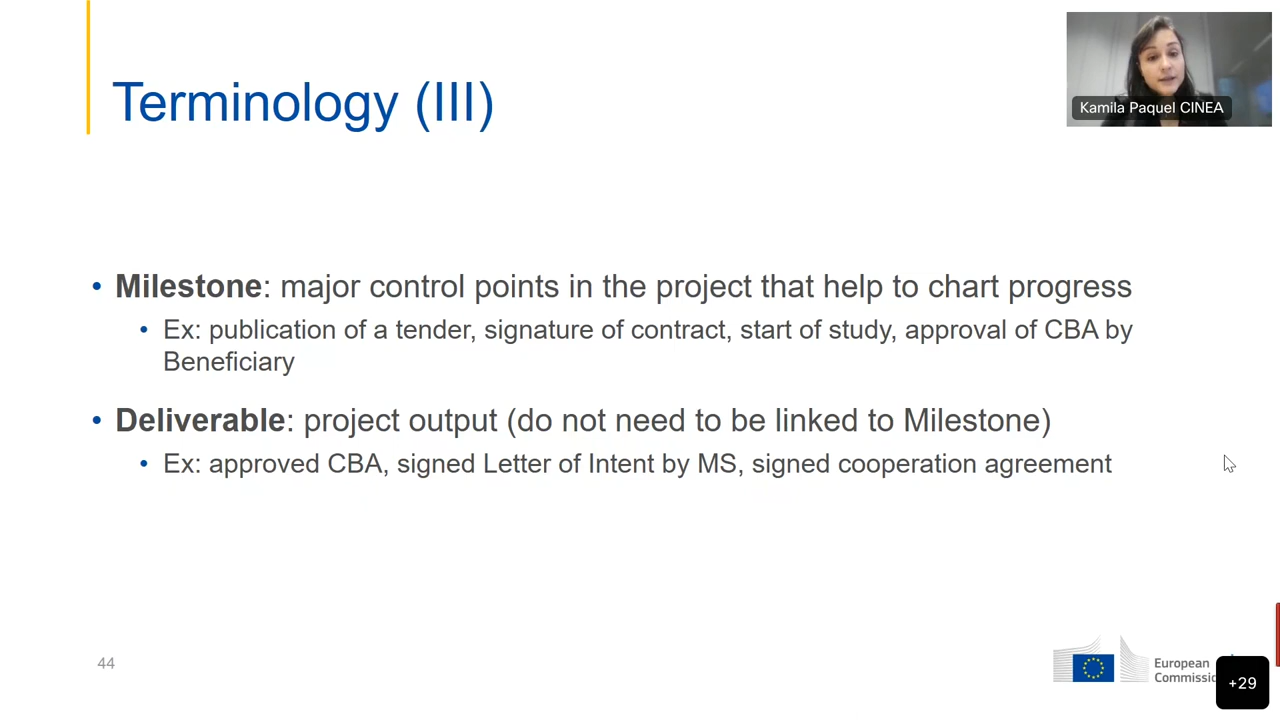 Terminology (III)
Kamila Paquel CINEA
• Milestone: major control points in the project that help to chart progress
• Ex: publication of a tender, signature of contract, start of study, approval of CBA by
Beneficiary
• Deliverable: project output (do not need to be linked to Milestone)
• Ex: approved CBA, signed Letter of Intent by MS, signed cooperation agreement
44
European
+29